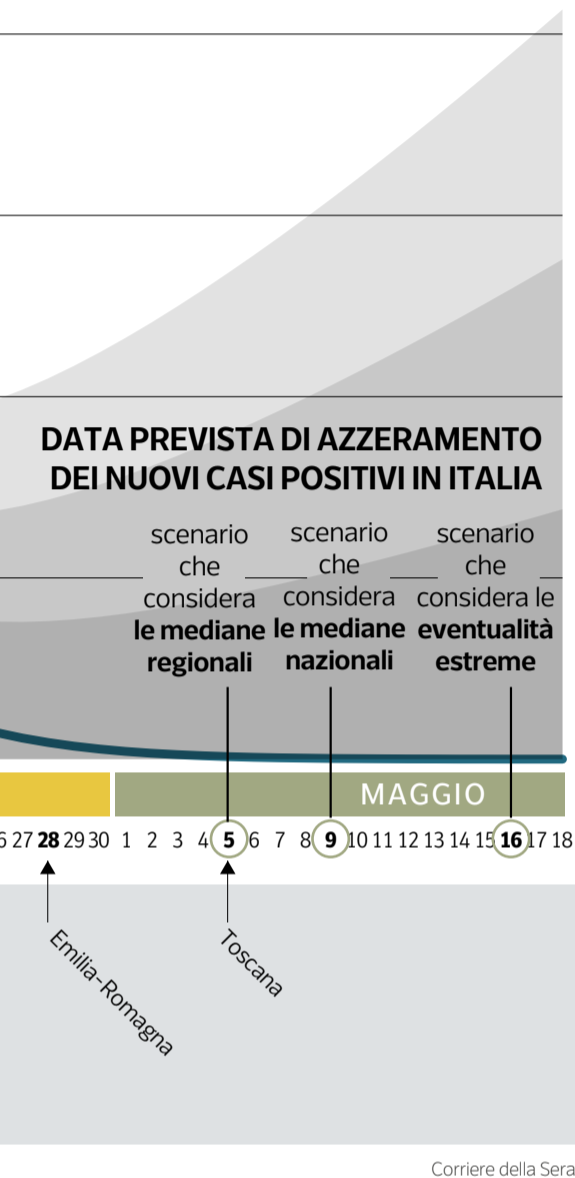 DATA PREVISTA DI AZZERAMENTO
DEI NUOVI CASI POSITIVI IN ITALIA
scenario
che
considera
le mediane
regionali
scenario
che
considera
le mediane
nazionali
scenario
che
considera le
eventualità
estreme
MAGGIO
27 28 29 30 1 2 3 4 5 6 7 8 9 10 11 12 13 14 15 16 17 18
Emilia-Romagna
Toscana
Corriere della Sera